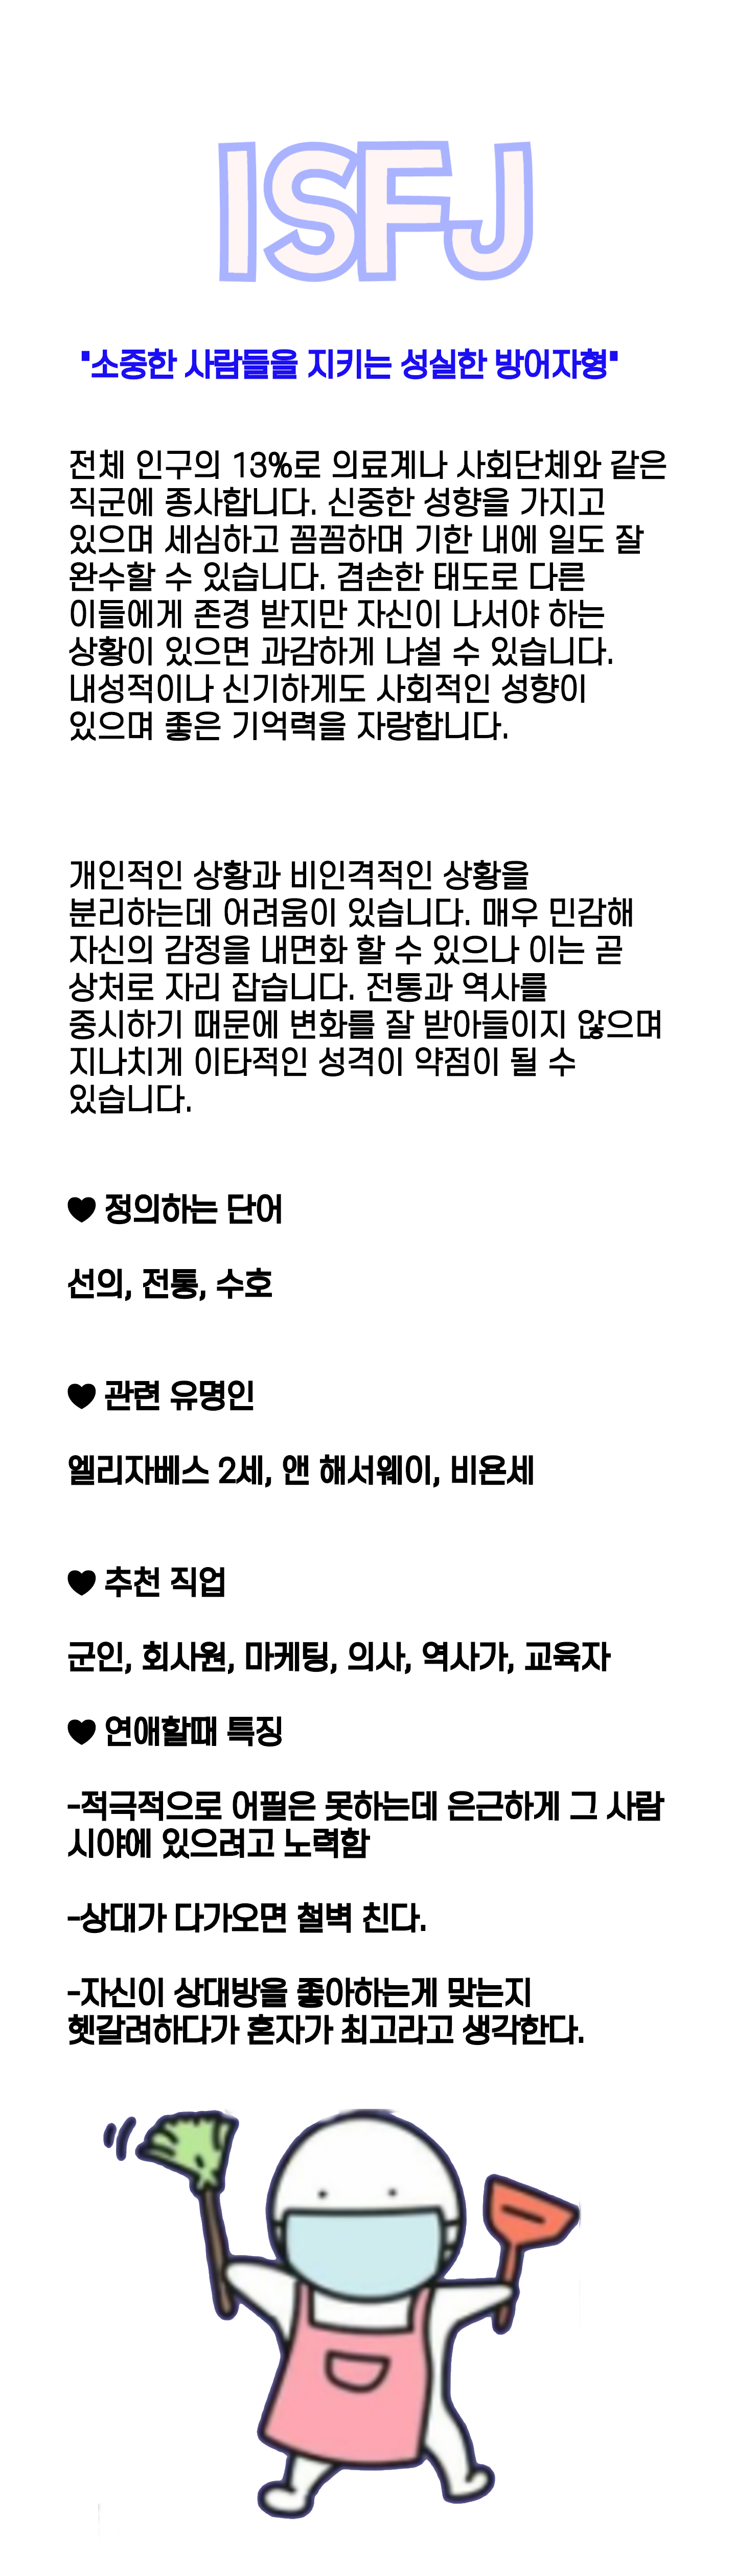 ISFJ
"소중한 사람들을 지키는 성실한 방어자형"
전체 인구의 13%로 의료계나 사회단체와 같은
직군에 종사합니다. 신중한 성향을 가지고
있으며 세심하고 꼼꼼하며 기한 내에 일도 잘
완수할 수 있습니다. 겸손한 태도로 다른
이들에게 존경 받지만 자신이 나서야 하는
상황이 있으면 과감하게 나설 수 있습니다.
내성적이나 신기하게도 사회적인 성향이
있으며 좋은 기억력을 자랑합니다.
개인적인 상황과 비인격적인 상황을
분리하는데 어려움이 있습니다. 매우 민감해
자신의 감정을 내면화 할 수 있으나 이는 곧
상처로 자리 잡습니다. 전통과 역사를
중시하기 때문에 변화를 잘 받아들이지 않으며
지나치게 이타적인 성격이 약점이 될 수
있습니다.
♥ 정의하는 단어
선의, 전통, 수호
♥ 관련 유명인
엘리자베스 2세, 앤 해서웨이, 비욘세
♥ 추천 직업
군인, 회사원, 마케팅, 의사, 역사가, 교육자
♥ 연애할때 특징
-적극적으로 어필은 못하는데 은근하게 그 사람
시야에 있으려고 노력함
-상대가 다가오면 철벽 친다.
-자신이 상대방을 좋아하는게 맞는지
헷갈려하다가 혼자가 최고라고 생각한다.